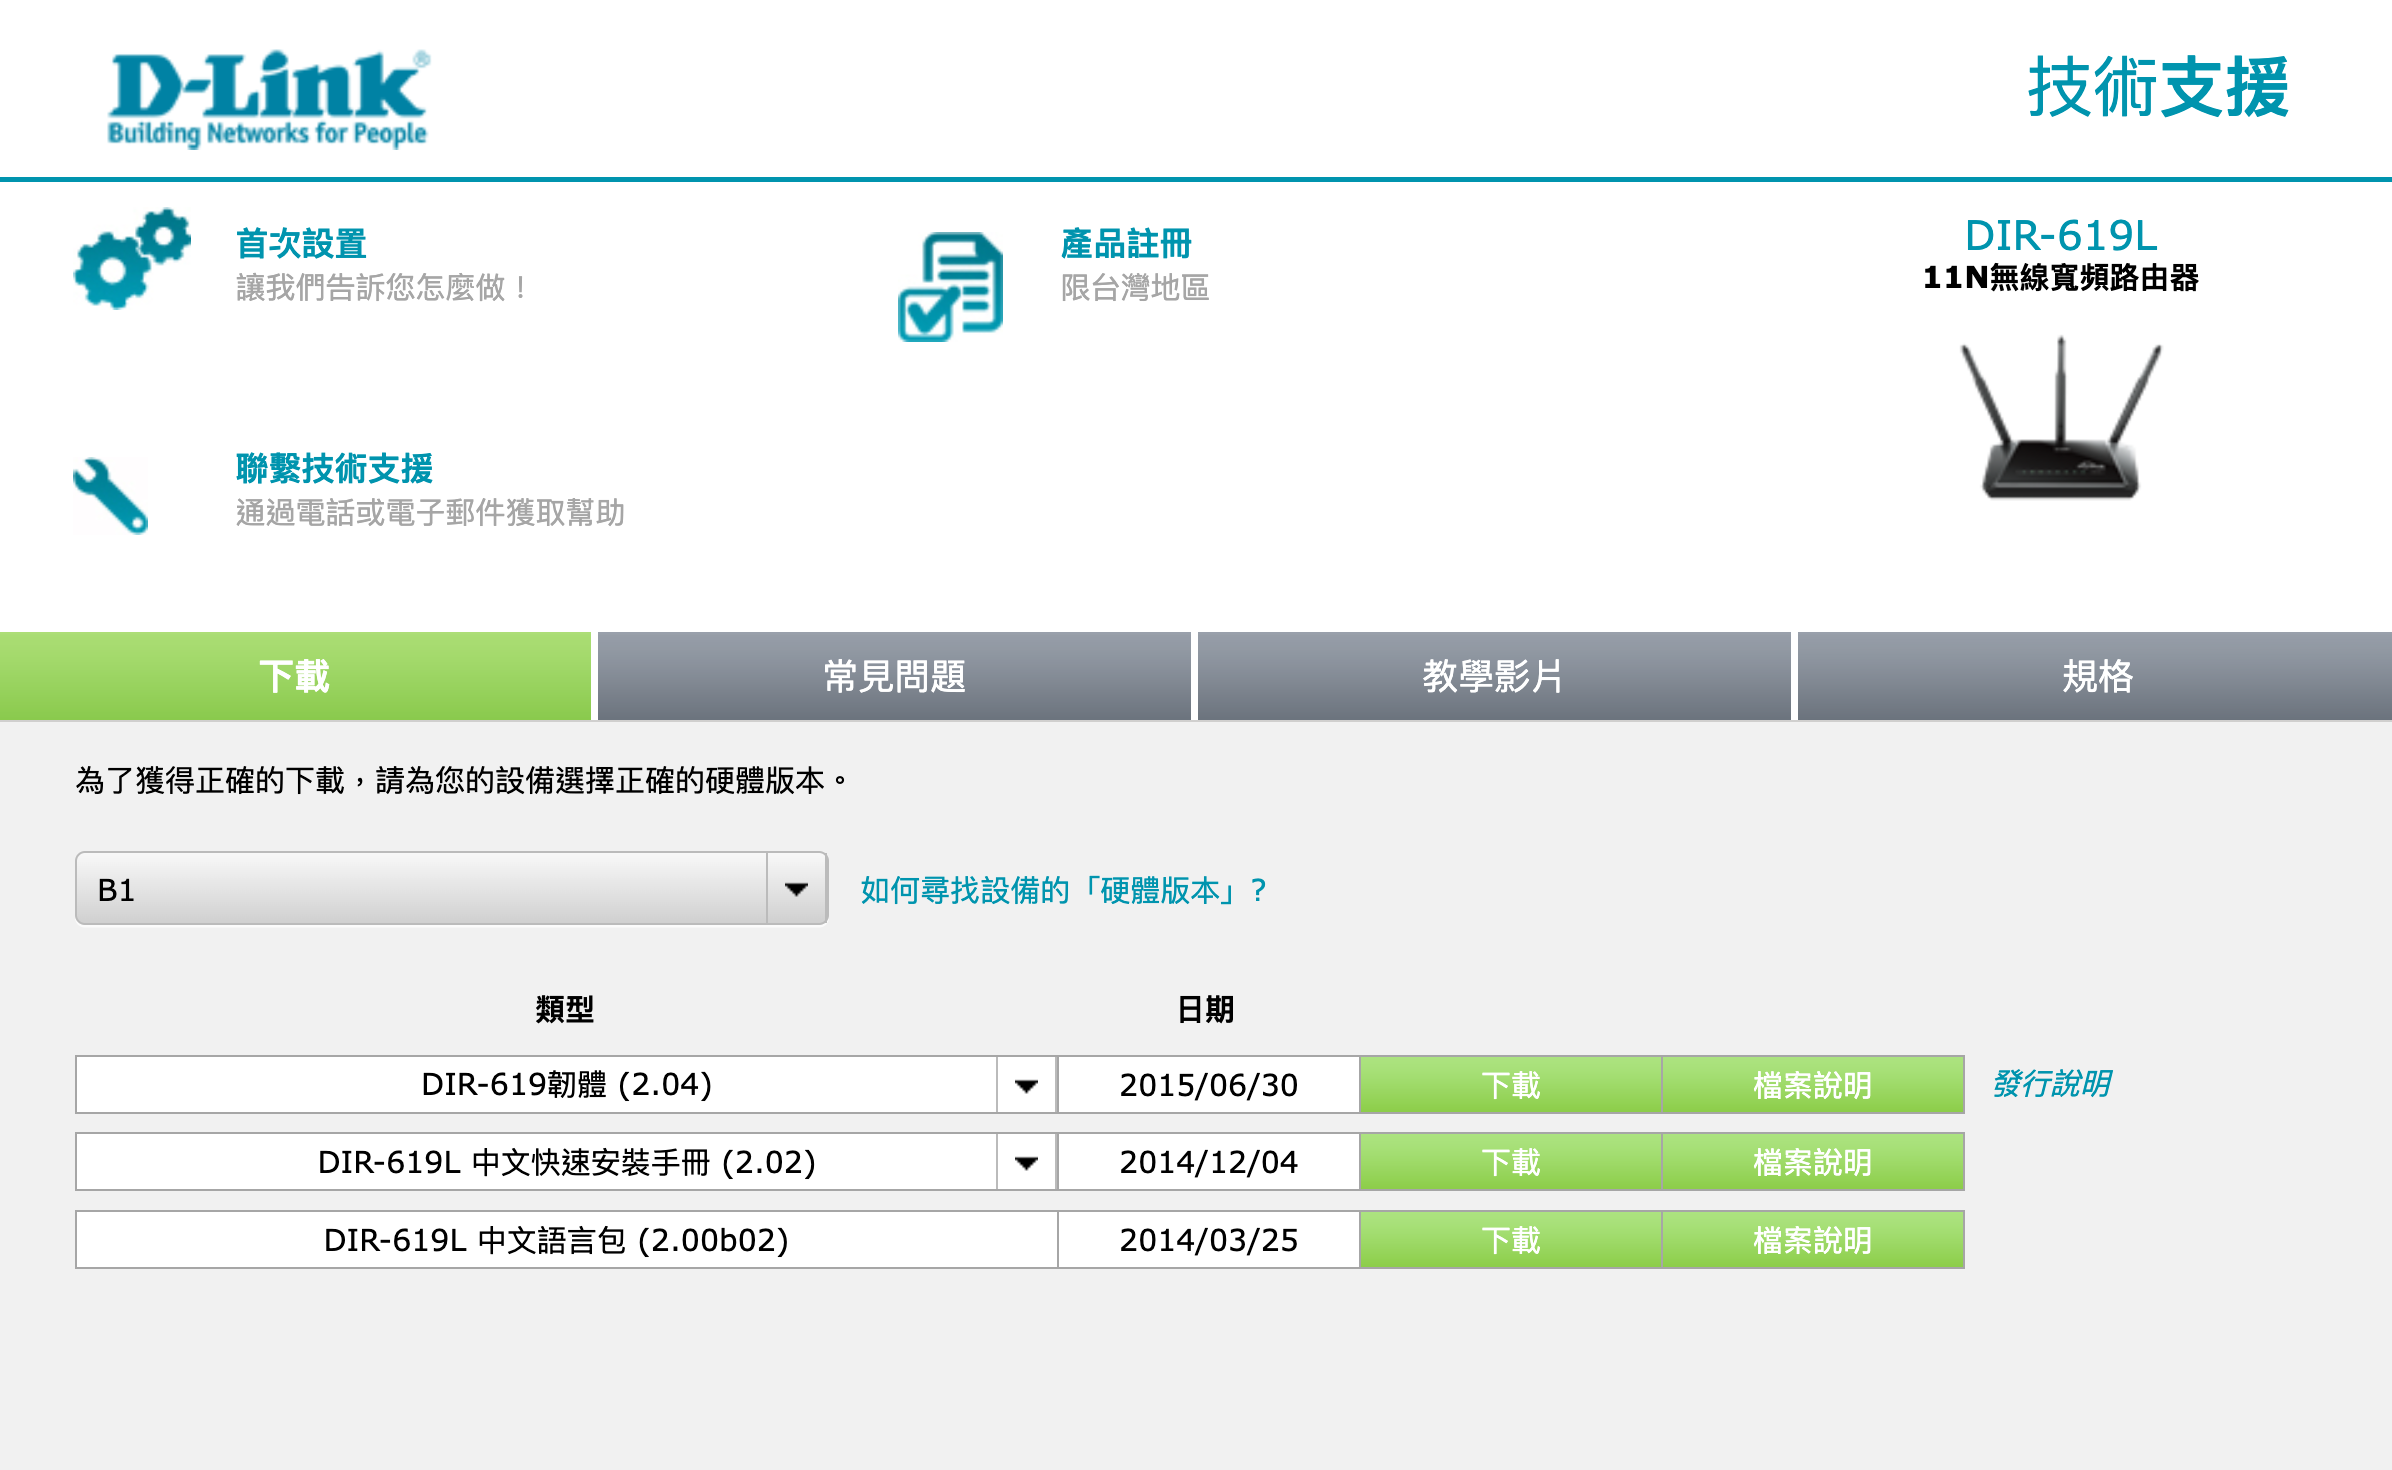 D-Link®
Building Networks for People
技術支援
首次設置
讓我們告訴您怎麼做！
產品註冊
限台灣地區
DIR-619L
11N無線寬頻路由器
聯繫技術支援
通過電話或電子郵件獲取幫助
下載 常見問題 教學影片 規格
為了獲得正確的下載，請為您的設備選擇正確的硬體版本。
B1 如何尋找設備的「硬體版本」?
類型 日期
DIR-619韌體 (2.04) 2015/06/30 下載 檔案說明 發行說明
DIR-619L 中文快速安裝手冊 (2.02) 2014/12/04 下載 檔案說明
DIR-619L 中文語言包 (2.00b02) 2014/03/25 下載 檔案說明